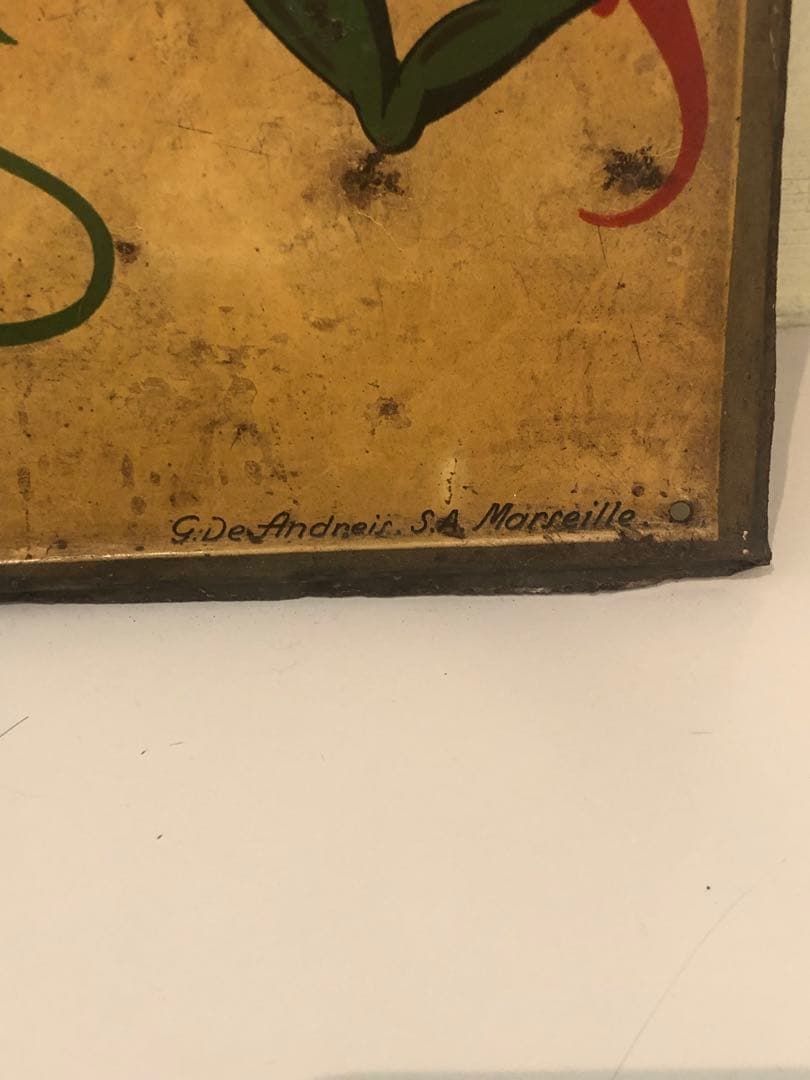 G. De Andreis. S.A. Marseille.